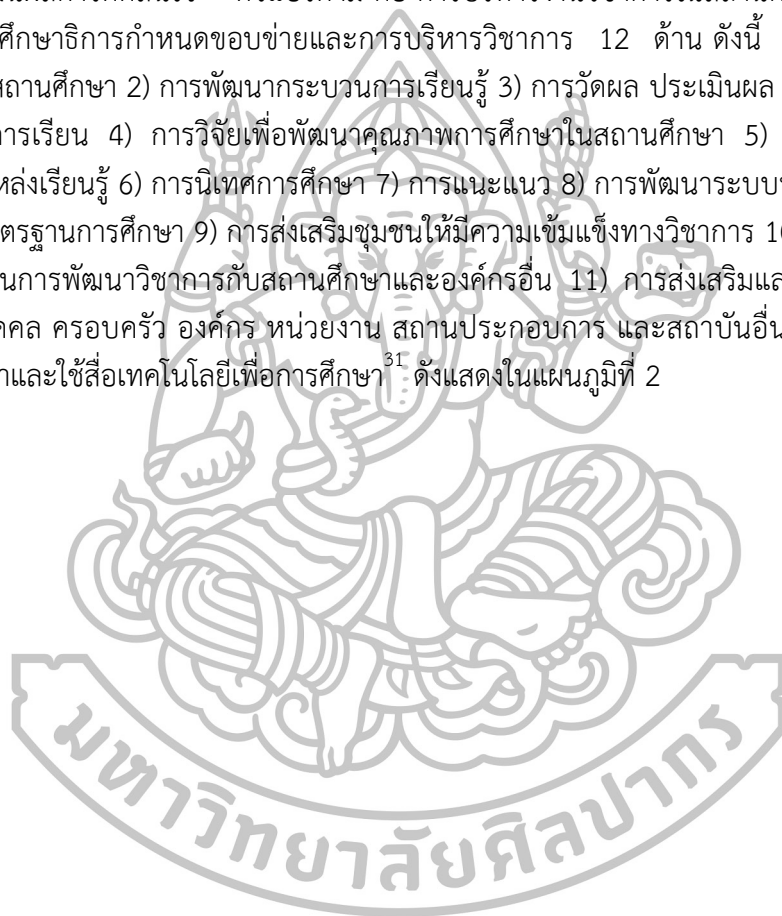 ศึกษาธิการกำหนดขอบข่ายและการบริหารวิชาการ 12 ด้าน ดังนี้
สถานศึกษา 2) การพัฒนากระบวนการเรียนรู้ 3) การวัดผล ประเมินผล
การเรียน 4) การวิจัยเพื่อพัฒนาคุณภาพการศึกษาในสถานศึกษา 5)
หล่งเรียนรู้ 6) การนิเทศการศึกษา 7) การแนะแนว 8) การพัฒนาระบบ
ตรฐานการศึกษา 9) การส่งเสริมชุมชนให้มีความเข้มแข็งทางวิชาการ
นการพัฒนาวิชาการกับสถานศึกษาและองค์กรอื่น 11) การส่งเสริม
คคล ครอบครัว องค์กร หน่วยงาน สถานประกอบการ และสถาบันอื่น
าและใช้สื่อเทคโนโลยีเพื่อการศึกษา31 ดังแสดงในแผนภูมิที่ 2
มหาวิทยาลัยศิลปากร